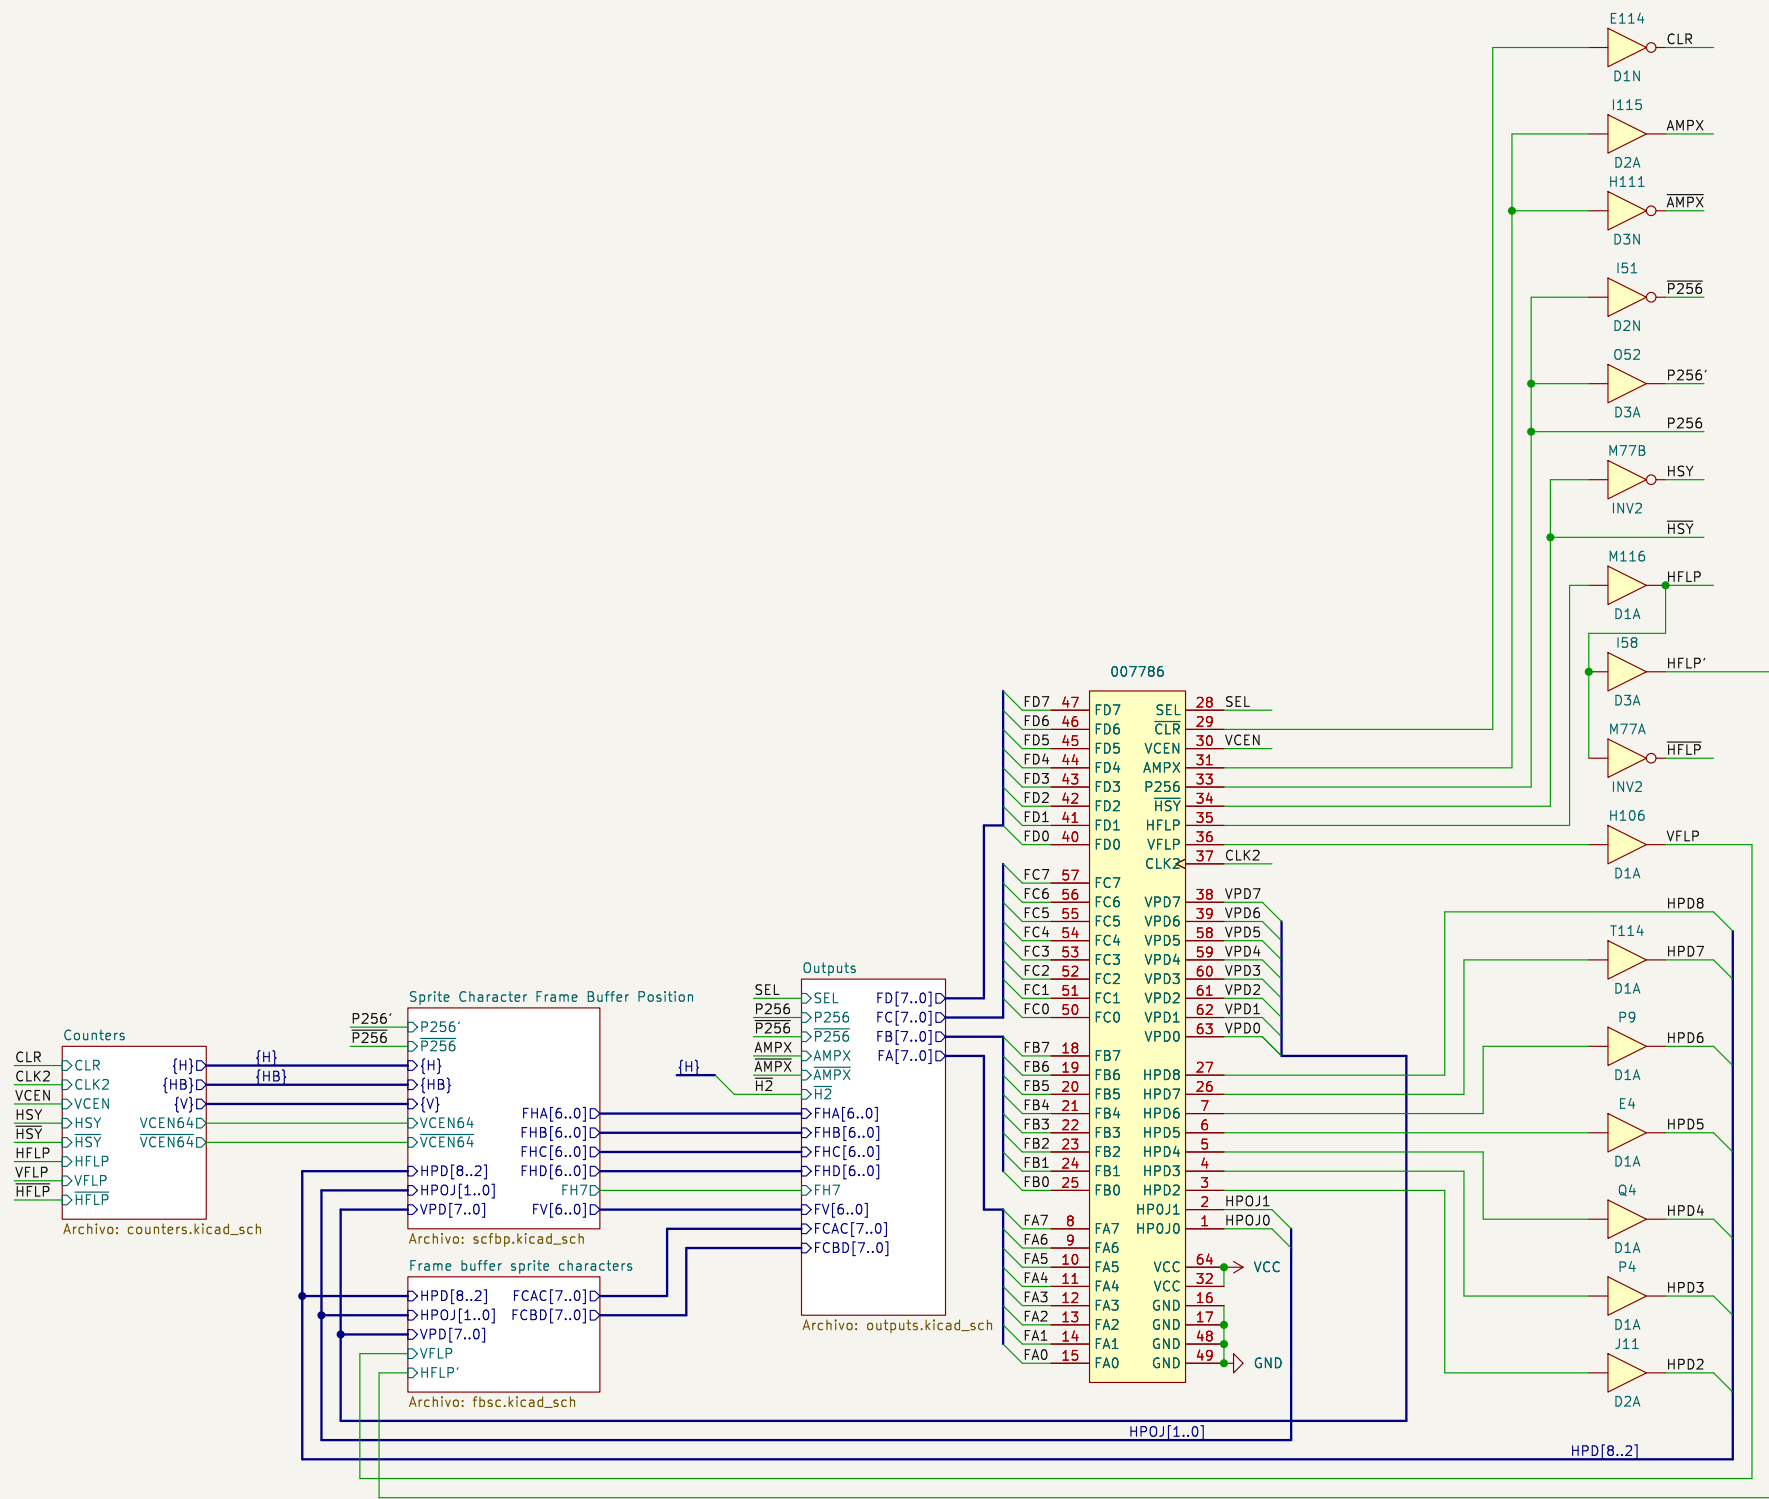 E114
CLR
D1N
I115
AMPX
D2A
H111
AMPX
D3N
I51
P256
D2N
O52
P256'
D3A
P256
M77B
HSY
INV2
HSY
M116
HFLP
D1A
I58
HFLP'
D3A
M77A
HFLP
INV2
H106
VFLP
D1A
HPD8
T114
HPD7
D1A
P9
HPD6
D1A
E4
HPD5
D1A
Q4
HPD4
D1A
P4
HPD3
D1A
J11
HPD2
D2A
007786
FD7 47 FD7 SEL 28 SEL
FD6 46 FD6 CLR 29
FD5 45 FD5 VCEN 30 VCEN
FD4 44 FD4 AMPX 31
FD3 43 FD3 P256 33
FD2 42 FD2 HSY 34
FD1 41 FD1 HFLP 35
FD0 40 FD0 VFLP 36
CLK2 37 CLK2
FC7 57 FC7
FC6 56 FC6 VPD7 38 VPD7
FC5 55 FC5 VPD6 39 VPD6
FC4 54 FC4 VPD5 58 VPD5
FC3 53 FC3 VPD4 59 VPD4
FC2 52 FC2 VPD3 60 VPD3
FC1 51 FC1 VPD2 61 VPD2
FC0 50 FC0 VPD1 62 VPD1
VPD0 63 VPD0
FB7 18 FB7
FB6 19 FB6 HPD8 27
FB5 20 FB5 HPD7 26
FB4 21 FB4 HPD6 7
FB3 22 FB3 HPD5 6
FB2 23 FB2 HPD4 5
FB1 24 FB1 HPD3 4
FB0 25 FB0 HPD2 3
HPOJ1 2 HPOJ1
FA7 8 FA7 HPOJ0 1 HPOJ0
FA6 9 FA6
FA5 10 FA5 VCC 64 VCC
FA4 11 FA4 VCC 32
FA3 12 FA3 GND 16
FA2 13 FA2 GND 17
FA1 14 FA1 GND 48
FA0 15 FA0 GND 49 GND
Counters
CLR CLR {H} {H}
CLK2 CLK2 {HB} {HB}
VCEN VCEN {V}
HSY HSY VCEN64
HSY HSY VCEN64
HFLP HFLP
VFLP VFLP
HFLP HFLP
Archivo: counters.kicad_sch
Sprite Character Frame Buffer Position
P256' P256'
P256 P256
{H}
{HB}
{V} FHA[6..0]
VCEN64 FHB[6..0]
VCEN64 FHC[6..0]
HPD[8..2] FHD[6..0]
HPOJ[1..0] FH7
VPD[7..0] FV[6..0]
Archivo: scfbp.kicad_sch
Frame buffer sprite characters
HPD[8..2] FCAC[7..0]
HPOJ[1..0] FCBD[7..0]
VPD[7..0]
VFLP
HFLP'
Archivo: fbsc.kicad_sch
Outputs
SEL SEL FD[7..0]
P256 P256 FC[7..0]
P256 P256 FB[7..0]
AMPX AMPX FA[7..0]
{H} AMPX AMPX
H2 H2
FHA[6..0]
FHB[6..0]
FHC[6..0]
FHD[6..0]
FH7
FV[6..0]
FCAC[7..0]
FCBD[7..0]
Archivo: outputs.kicad_sch
HPOJ[1..0]
HPD[8..2]